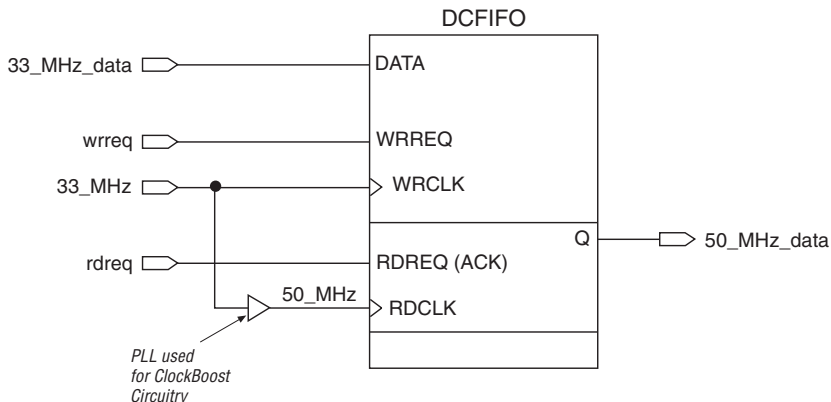 DCFIFO
33_MHz_data
DATA
wrreq
WRREQ
33_MHz
WRCLK
Q
50_MHz_data
rdreq
RDREQ (ACK)
50_MHz
RDCLK
PLL used
for ClockBoost
Circuitry